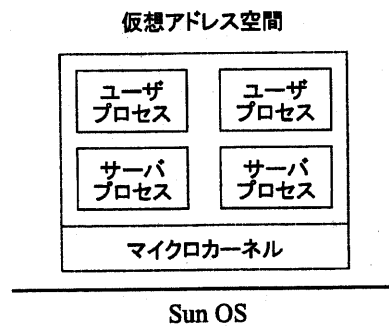 仮想アドレス空間
ユーザ
プロセス
ユーザ
プロセス
サーバ
プロセス
サーバ
プロセス
マイクロカーネル
Sun OS